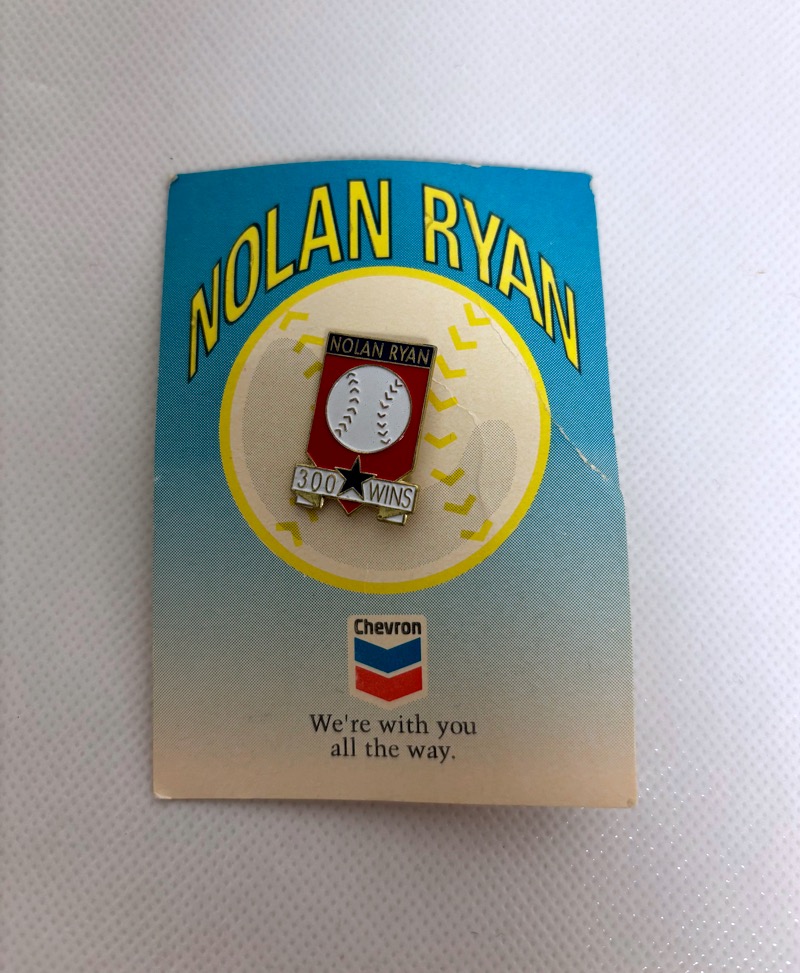 NOLAN RYAN
NOLAN RYAN
300 WINS
Chevron
We're with you
all the way.